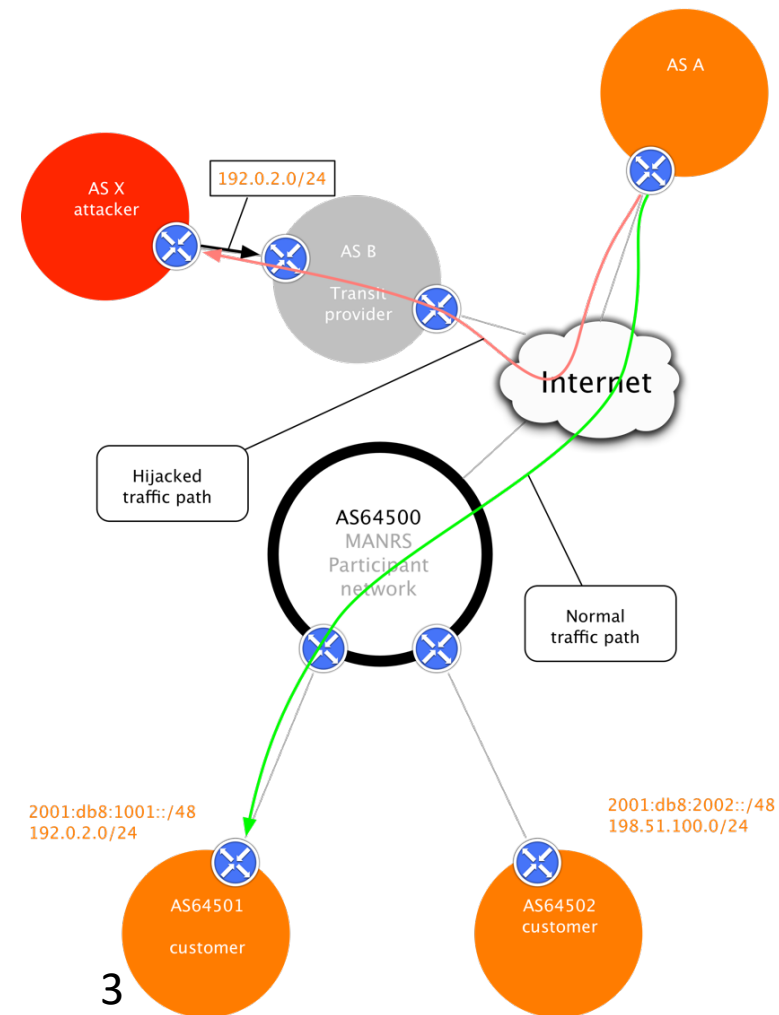 AS A
AS X
attacker
192.0.2.0/24
AS B
Transit
provider
Internet
Hijacked
traffic path
AS64500
MANRS
Participant
network
Normal
traffic path
2001:db8:1001::/48
192.0.2.0/24
2001:db8:2002::/48
198.51.100.0/24
AS64501
customer
AS64502
customer
3